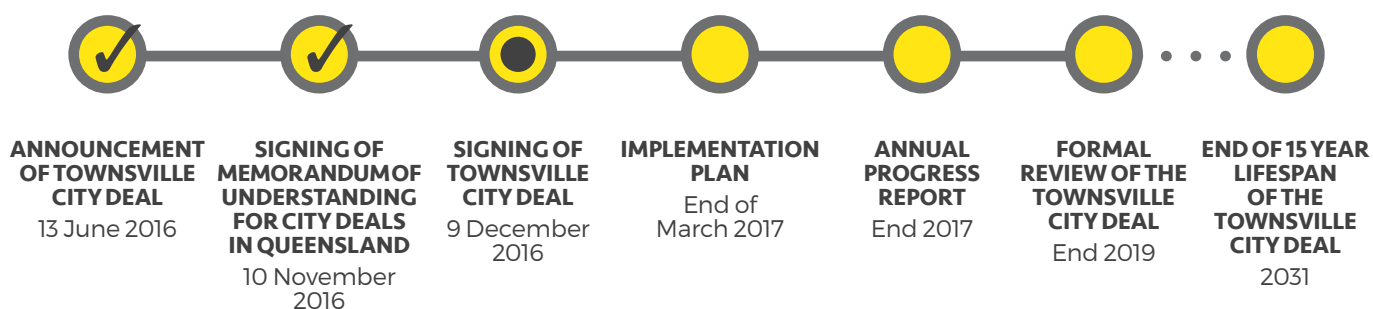 ANNOUNCEMENT
OF TOWNSVILLE
CITY DEAL
13 June 2016
SIGNING OF
MEMORANDUM OF
UNDERSTANDING
FOR CITY DEALS
IN QUEENSLAND
10 November
2016
SIGNING OF
TOWNSVILLE
CITY DEAL
9 December
2016
IMPLEMENTATION
PLAN
End of
March 2017
ANNUAL
PROGRESS
REPORT
End 2017
FORMAL
REVIEW OF THE
TOWNSVILLE
CITY DEAL
End 2019
END OF 15 YEAR
LIFESPAN
OF THE
TOWNSVILLE
CITY DEAL
2031